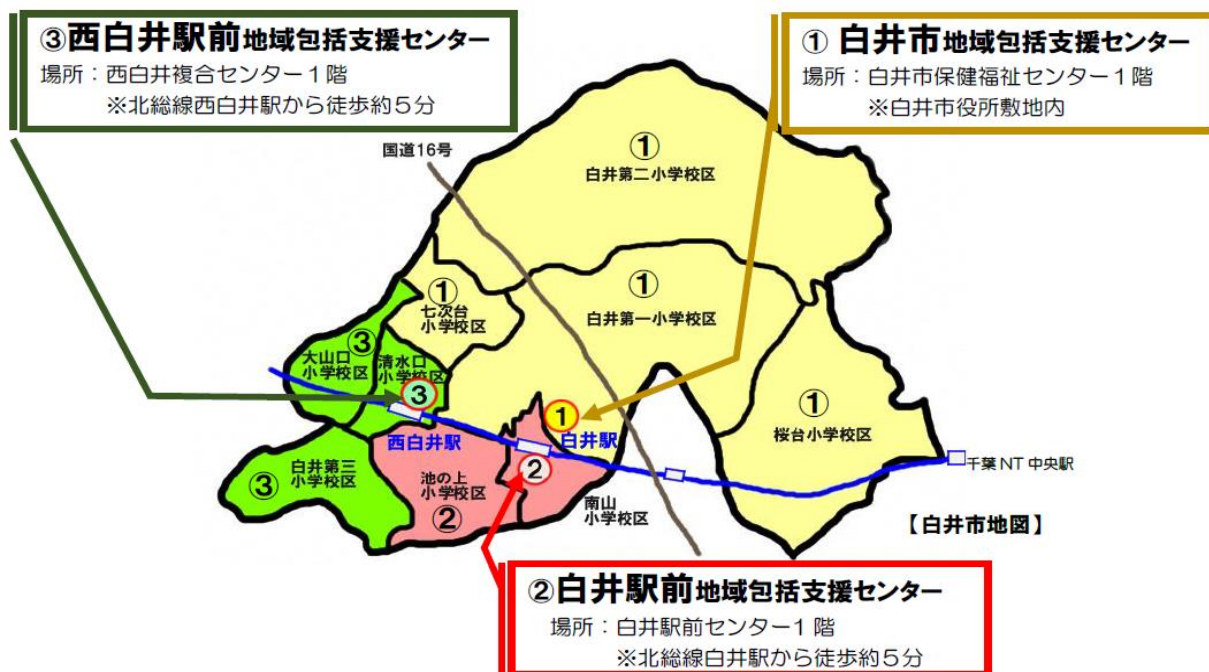 ③西白井駅前地域包括支援センター
場所：西白井複合センター１階
※北総線西白井駅から徒歩約５分
① 白井市地域包括支援センター
場所：白井市保健福祉センター１階
※白井市役所敷地内
国道16号
①
白井第二小学校区
①
七次台
小学校区
①
白井第一小学校区
③
大山口
小学校区
清水口
小学校区
③
①
西白井駅
白井駅
①
桜台小学校区
千葉NT中央駅
白井第三
小学校区
③
池の上
小学校区
②
②
南山
小学校区
【白井市地図】
②白井駅前地域包括支援センター
場所：白井駅前センター１階
※北総線白井駅から徒歩約５分